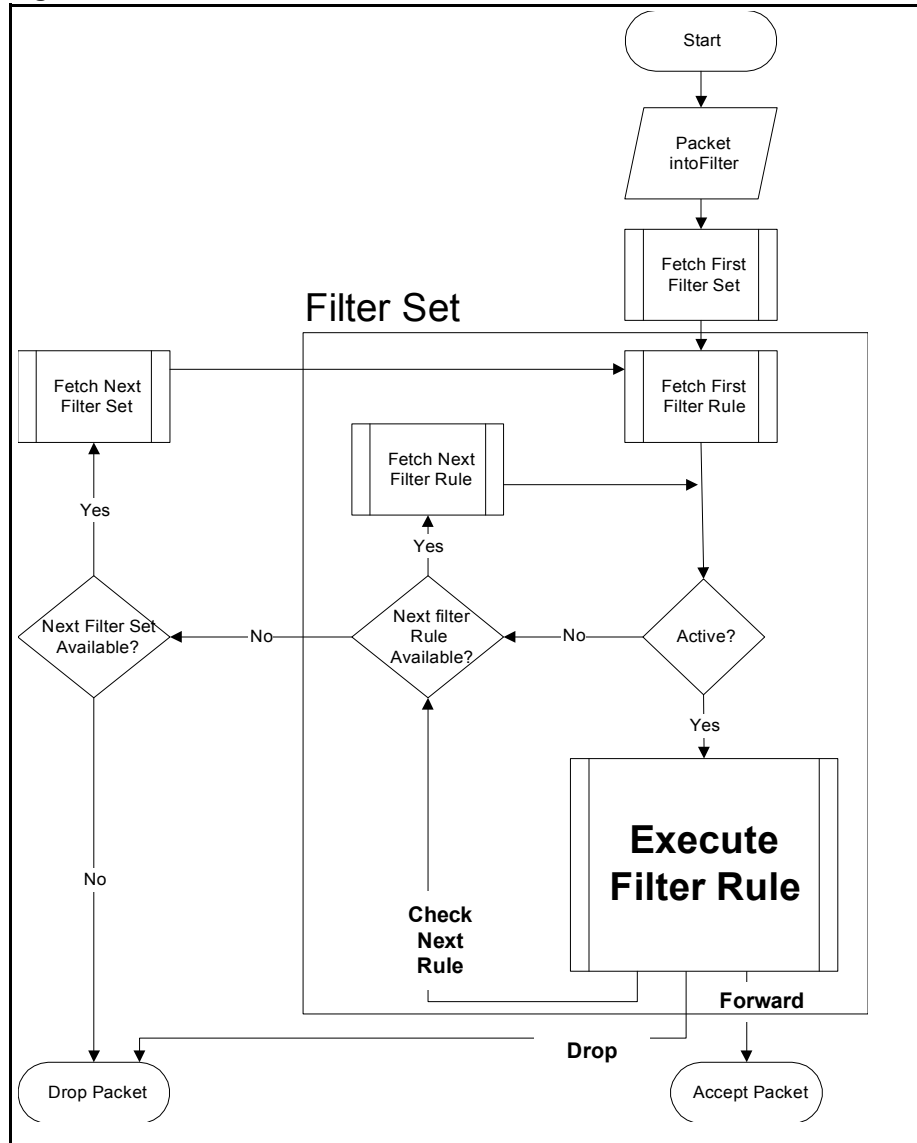 Start
Packet
intoFilter
Fetch First
Filter Set
Filter Set
Fetch Next
Filter Set
Fetch First
Filter Rule
Fetch Next
Filter Rule
Yes
Yes
Next Filter Set
Available?
No
Next filter
Rule
Available?
No
Active?
Yes
Execute
Filter Rule
No
Check
Next
Rule
Forward
Drop
Drop Packet
Accept Packet